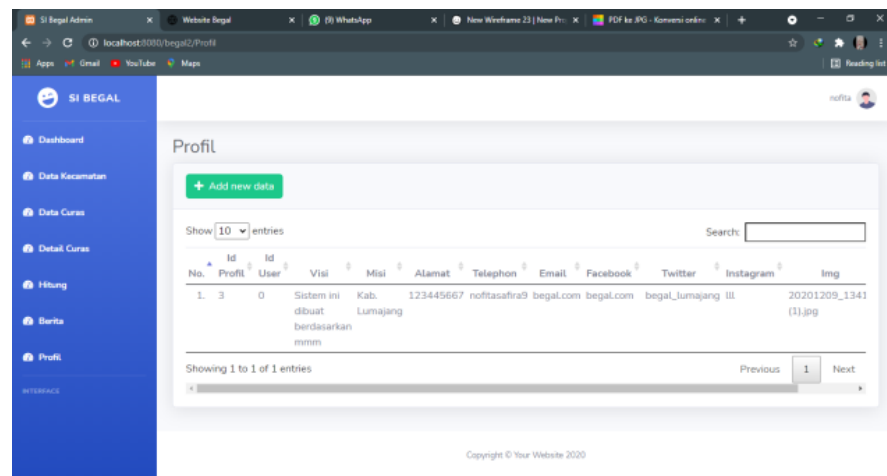 SI Begal Admin
Website Begal
(9) WhatsApp
New Wireframe 23 | New Pro
PDF ke JPG - Konversi online
localhost:8080/begal2/Profil
Apps
Gmail
YouTube
Maps
Reading list
SI BEGAL
nofita
Dashboard
Data Kecamatan
Data Curas
Detail Curas
Hitung
Berita
Profil
INTERFACE
Profil
+ Add new data
Show 10 entries
Search:
No. Id Profil Id User Visi Misi Alamat Telephon Email Facebook Twitter Instagram Img
1. 3 0 Sistem ini Kab. 123445667 nofitasafira9 begal.com begal.com begal_lumajang lll 20201209_1341
dibuat Lumajang (1).jpg
berdasarkan
mmm
Showing 1 to 1 of 1 entries
Previous 1 Next
Copyright © Your Website 2020